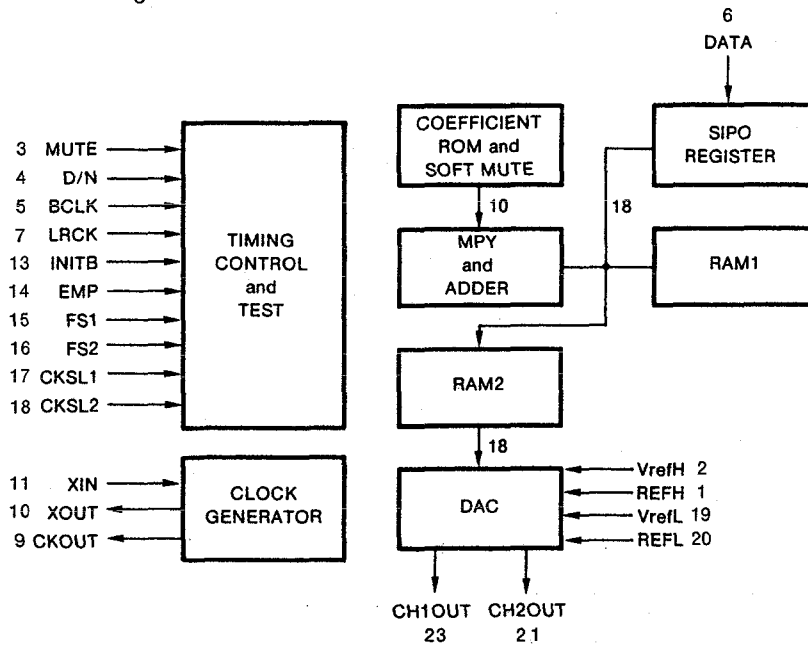 6
DATA
SIPO
REGISTER
COEFFICIENT
ROM and
SOFT MUTE
10
18
MPY
and
ADDER
RAM1
RAM2
18
DAC
3 MUTE
4 D/N
5 BCLK
7 LRCK
13 INITB
14 EMP
15 FS1
16 FS2
17 CKSL1
18 CKSL2
TIMING
CONTROL
and
TEST
11 XIN
10 XOUT
9 CKOUT
CLOCK
GENERATOR
VrefH 2
REFH 1
VrefL 19
REFL 20
CH1OUT CH2OUT
23 21